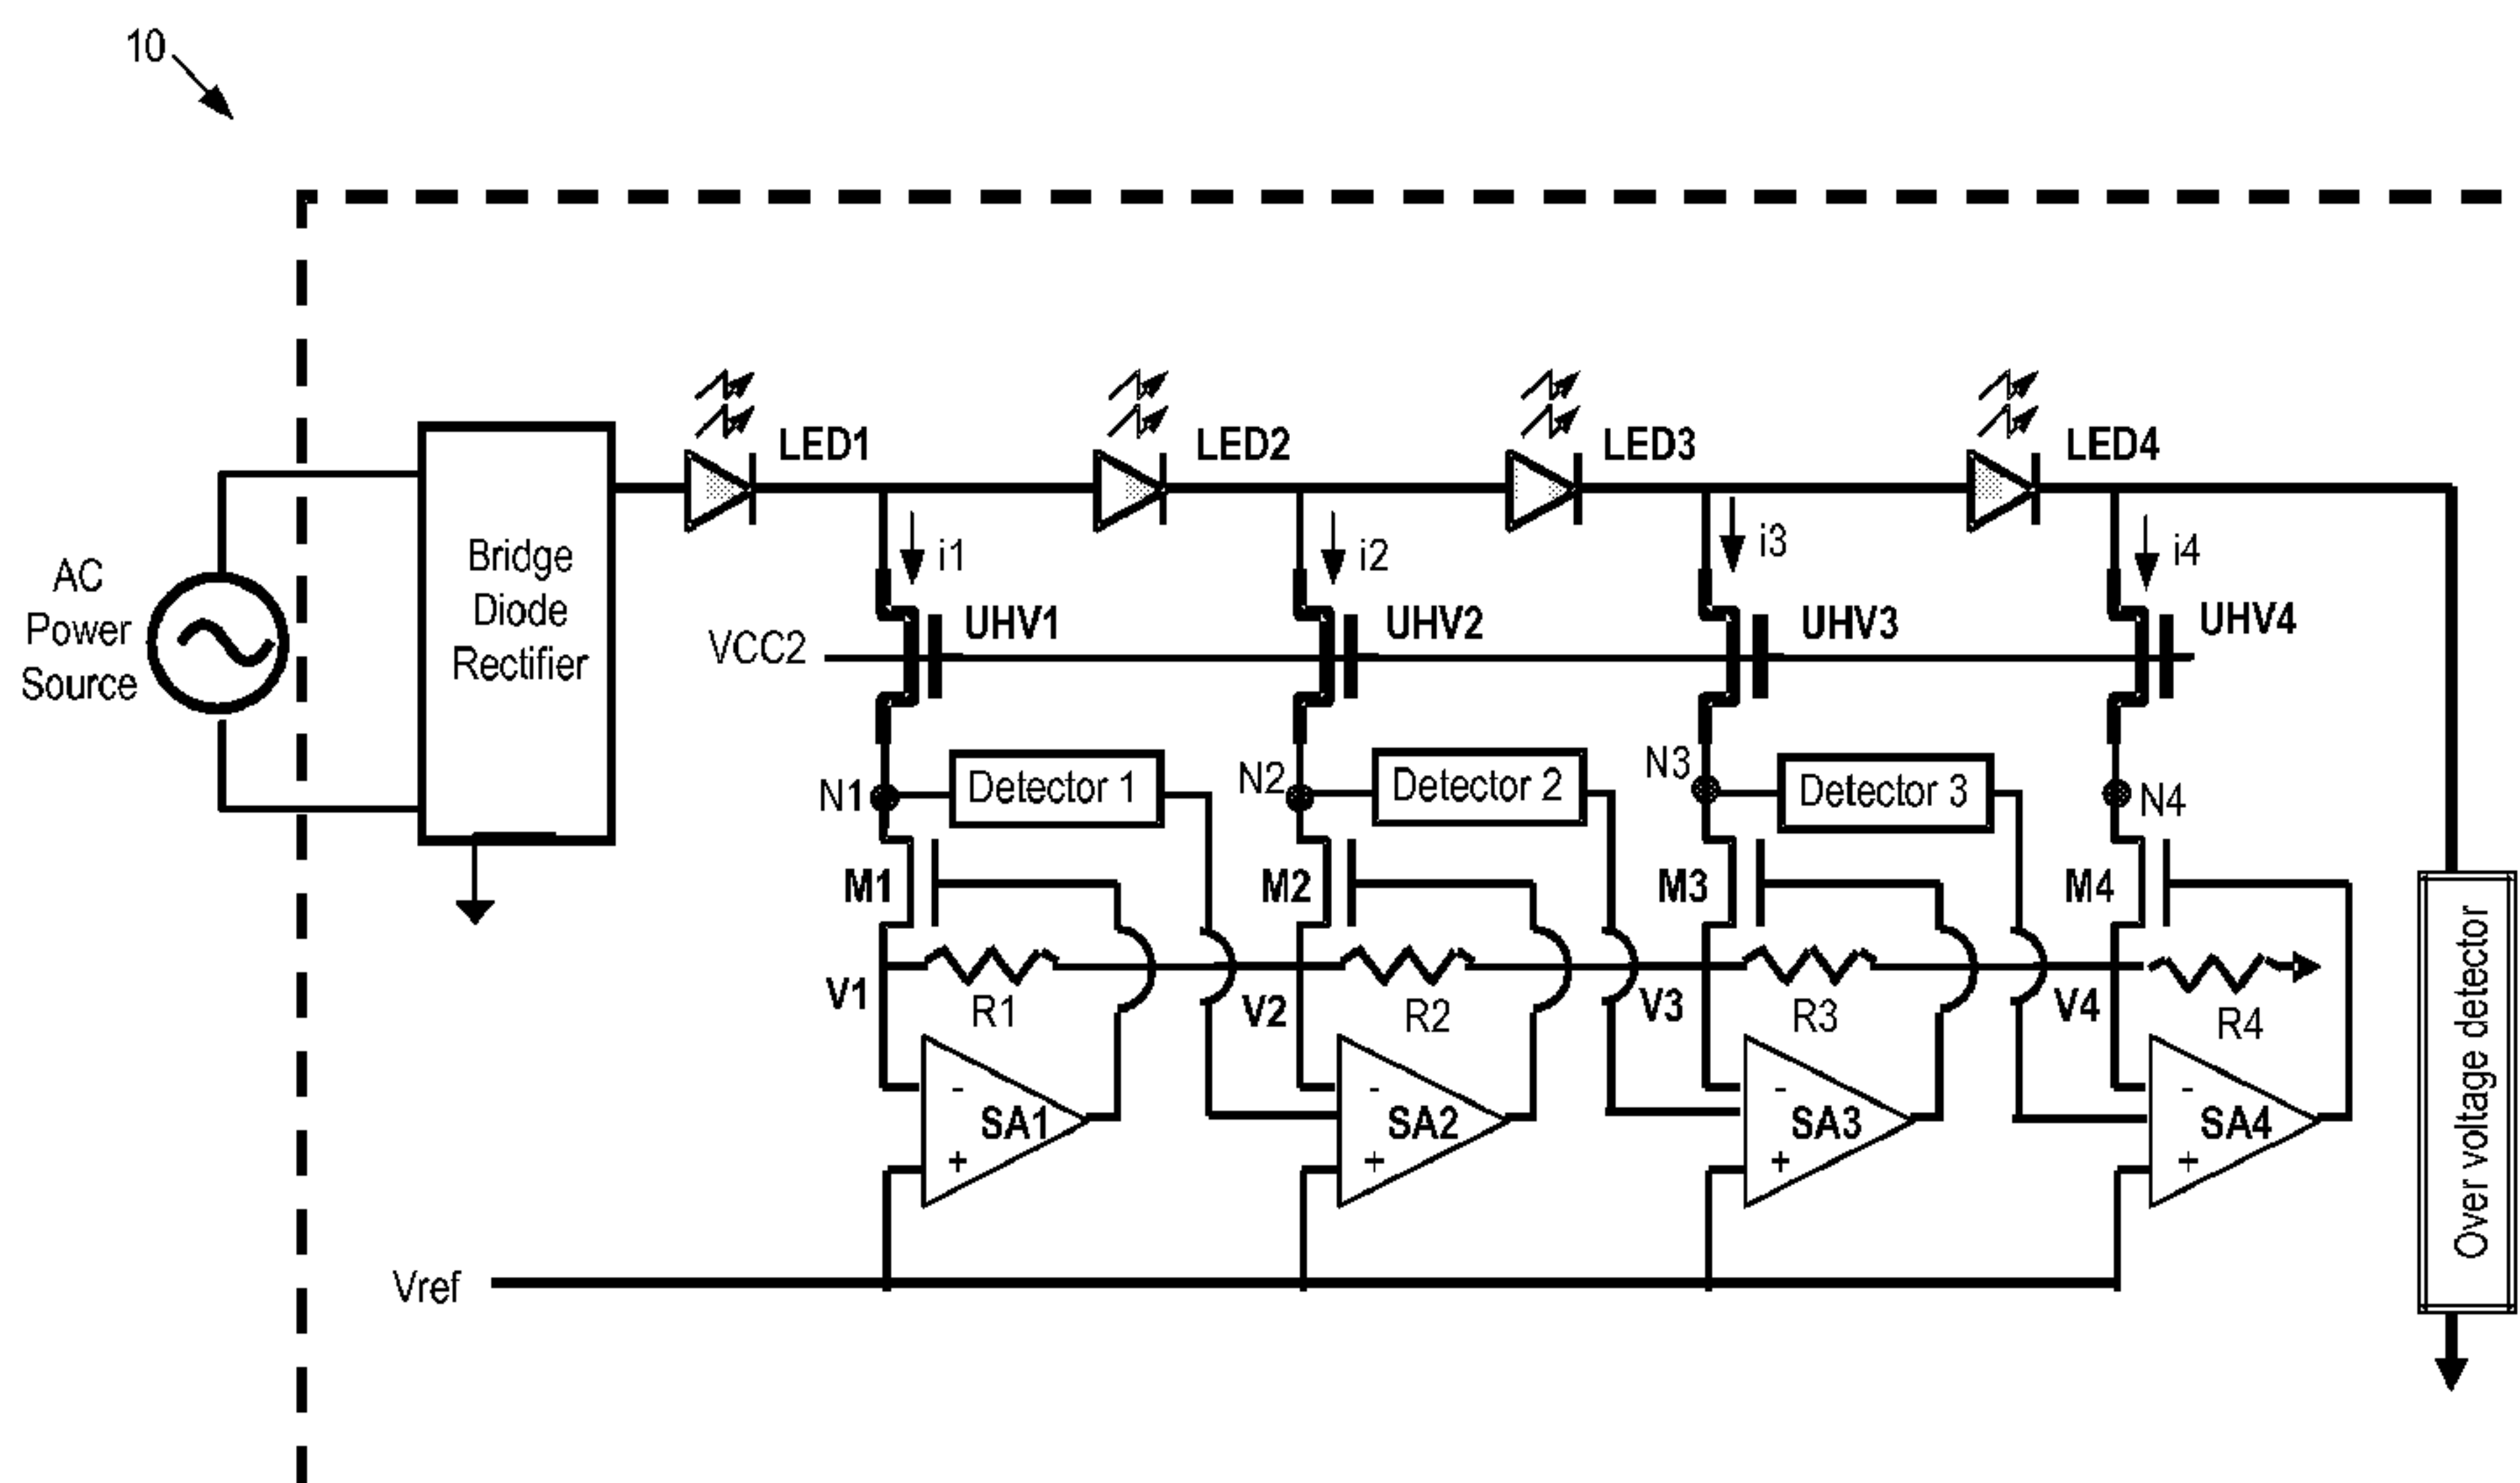 10
LED1
LED2
LED3
LED4
AC
Power
Source
Bridge
Diode
Rectifier
i1
i2
i3
i4
VCC2
UHV1
UHV2
UHV3
UHV4
N1
Detector 1
N2
Detector 2
N3
Detector 3
N4
M1
M2
M3
M4
V1
R1
V2
R2
V3
R3
V4
R4
-
SA1
+
-
SA2
+
-
SA3
+
-
SA4
+
Over voltage detector
Vref